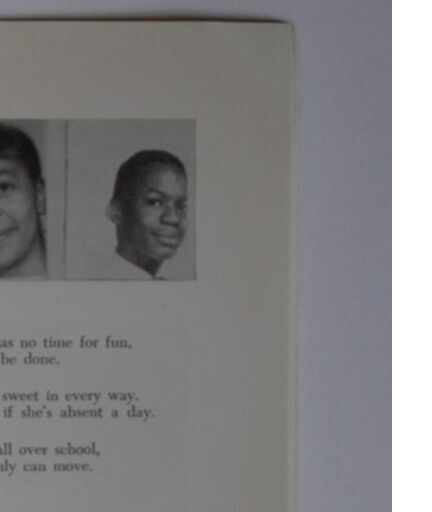 as no time for fun,
be done.
sweet in every way.
if she's absent a day.
all over school,
can move.